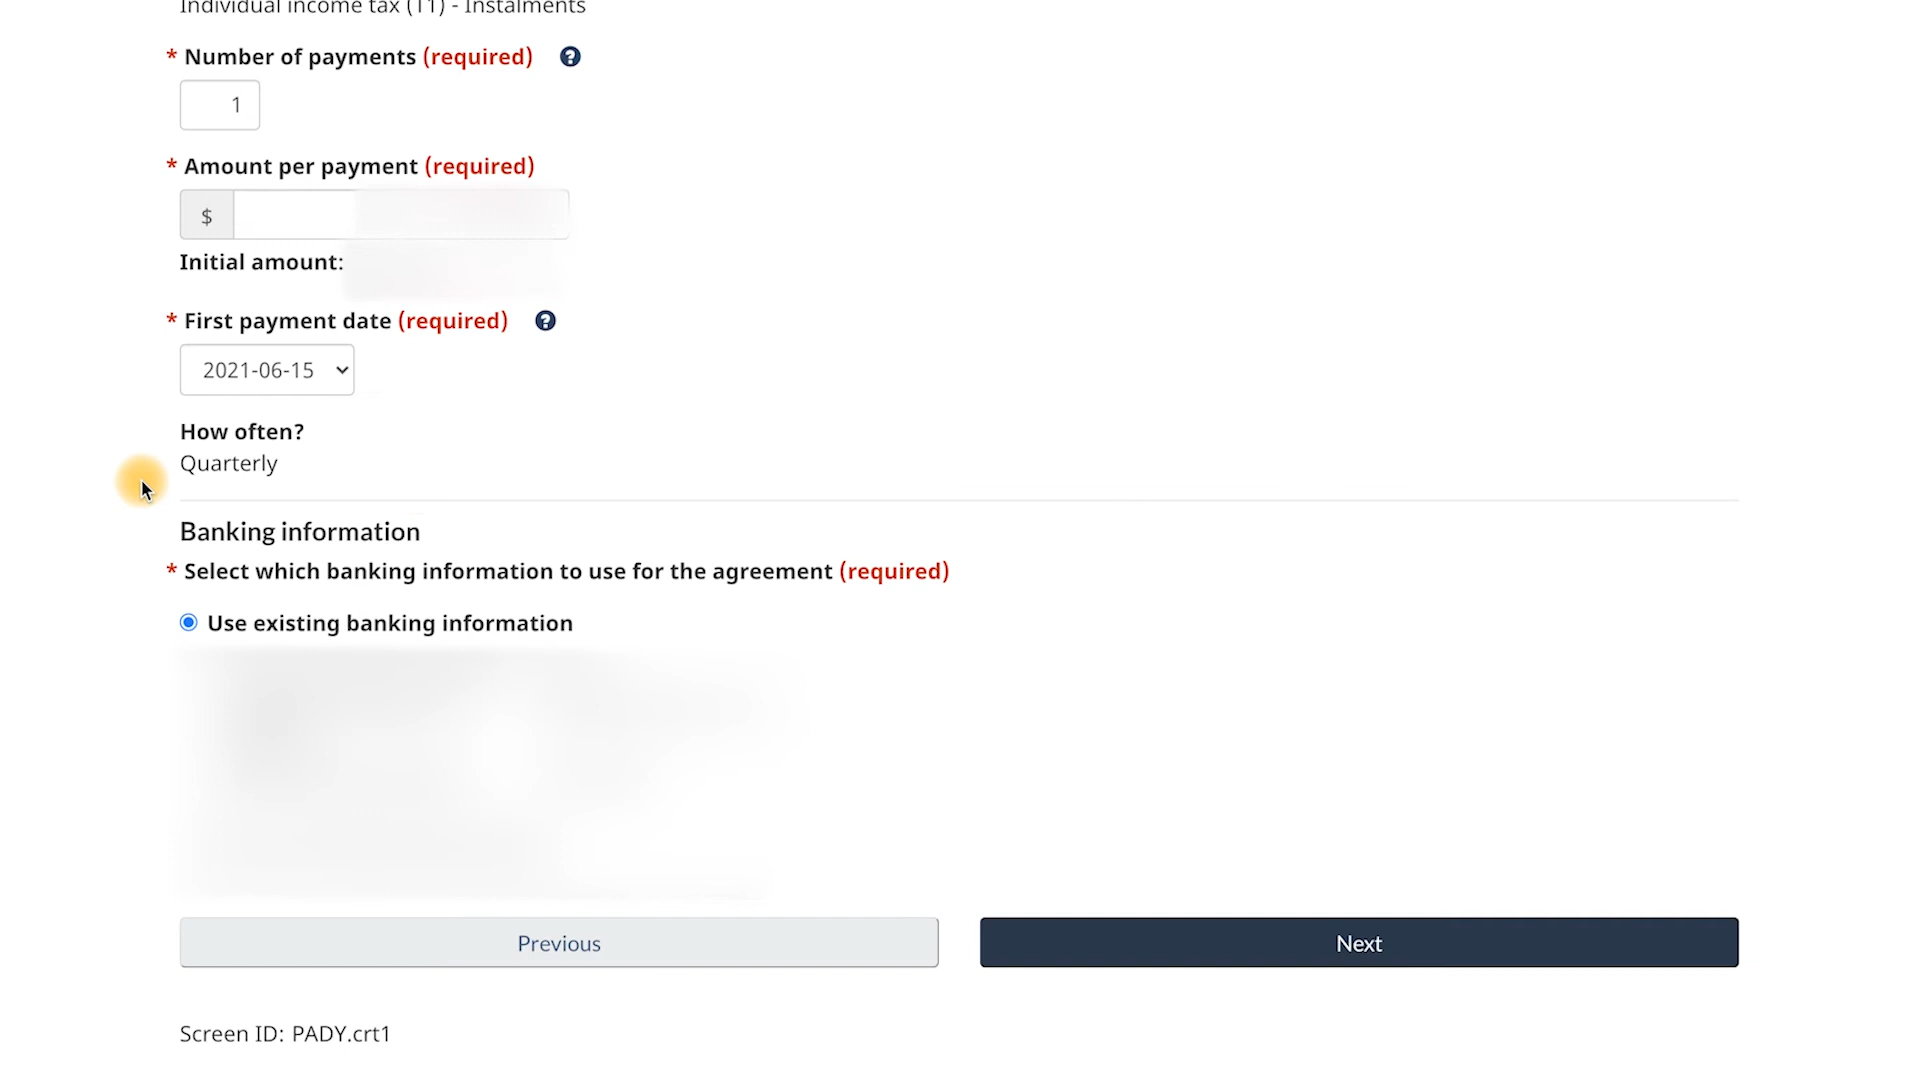 Individual income tax (T1) - Instalments
* Number of payments (required) ?
1
* Amount per payment (required)
$
Initial amount:
* First payment date (required) ?
2021-06-15
How often?
Quarterly
Banking information
* Select which banking information to use for the agreement (required)
Use existing banking information
Previous
Next
Screen ID: PADY.crt1